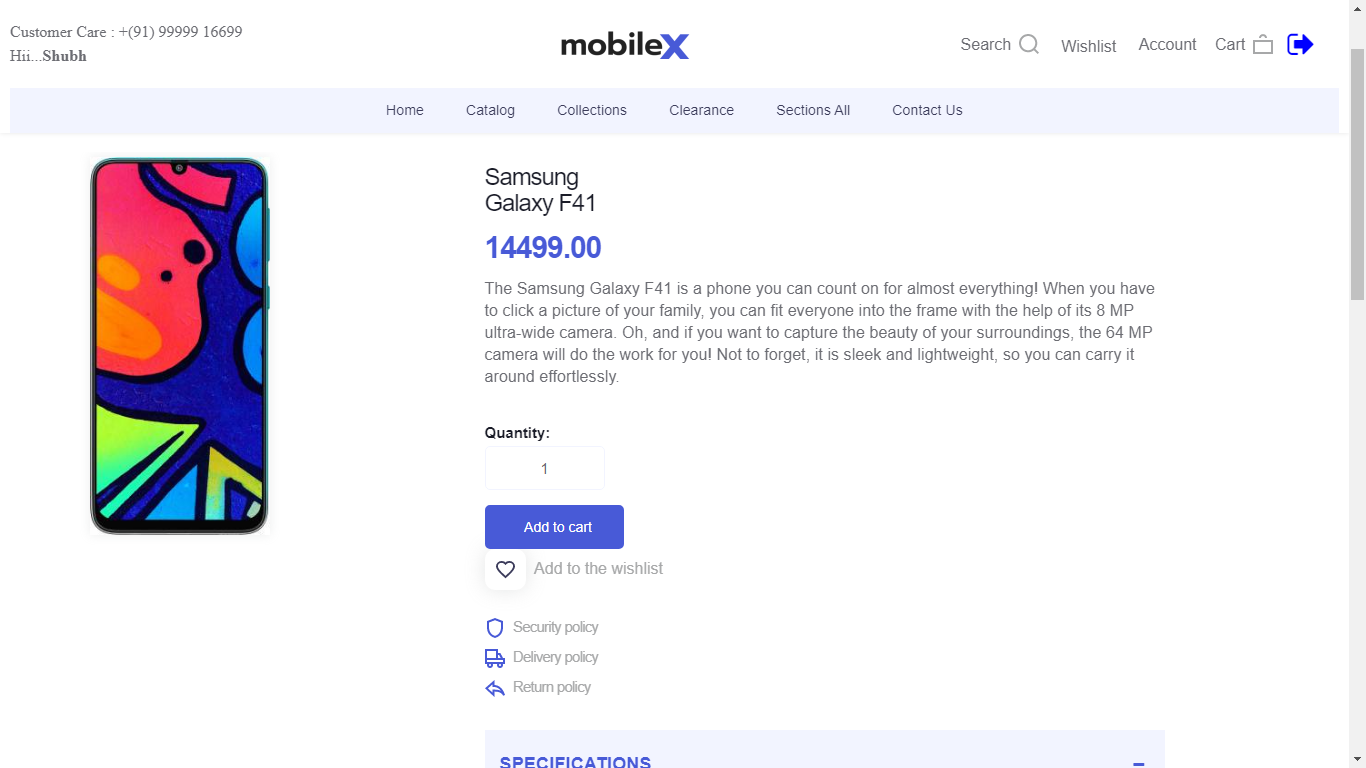 Customer Care : +(91) 99999 16699
Hii...Shubh
mobileX
Search
Wishlist
Account
Cart
Home
Catalog
Collections
Clearance
Sections All
Contact Us
Samsung
Galaxy F41
14499.00
The Samsung Galaxy F41 is a phone you can count on for almost everything! When you have
to click a picture of your family, you can fit everyone into the frame with the help of its 8 MP
ultra-wide camera. Oh, and if you want to capture the beauty of your surroundings, the 64 MP
camera will do the work for you! Not to forget, it is sleek and lightweight, so you can carry it
around effortlessly.
Quantity:
1
Add to cart
Add to the wishlist
Security policy
Delivery policy
Return policy
SPECIFICATIONS